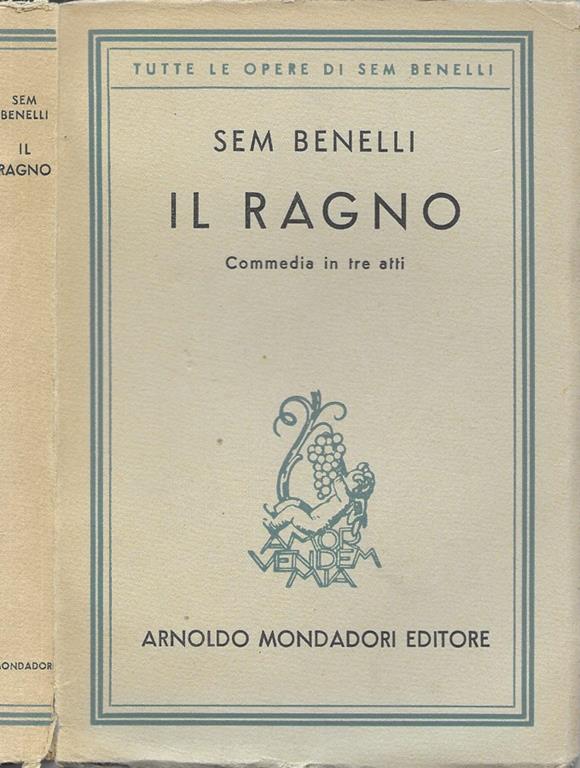 SEM
BENELLI
IL
RAGNO
MONDADORI
TUTTE LE OPERE DI SEM BENELLI
SEM BENELLI
IL RAGNO
Commedia in tre atti
AMOR
VENDEM
MIA
ARNOLDO MONDADORI EDITORE